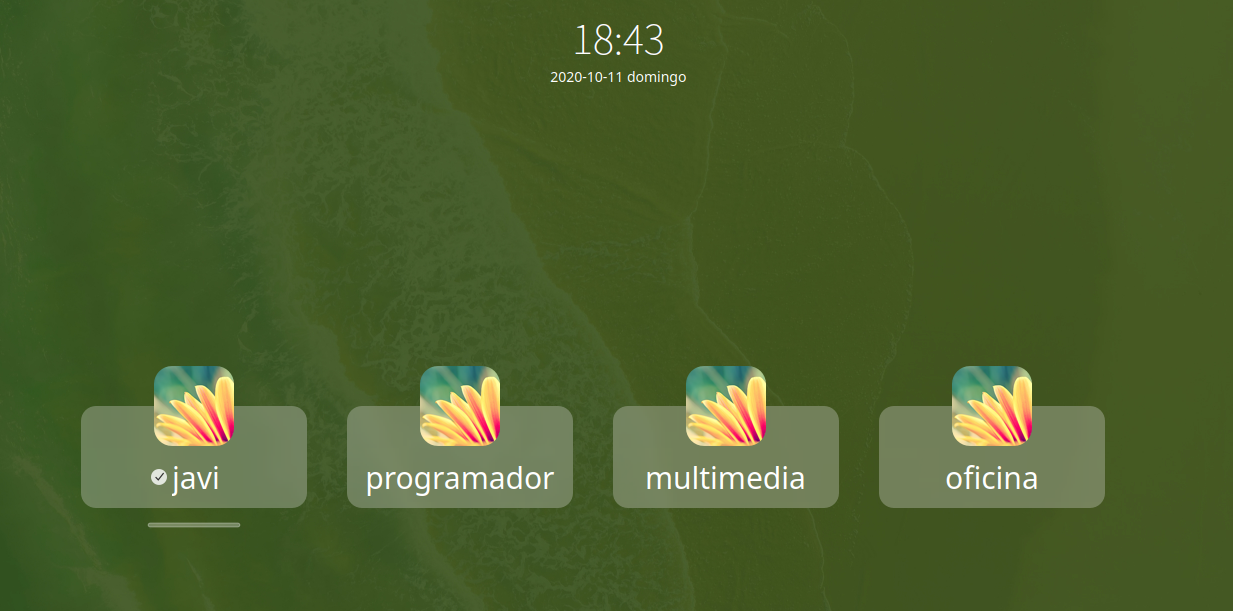 18:43
2020-10-11 domingo
javi
programador
multimedia
oficina